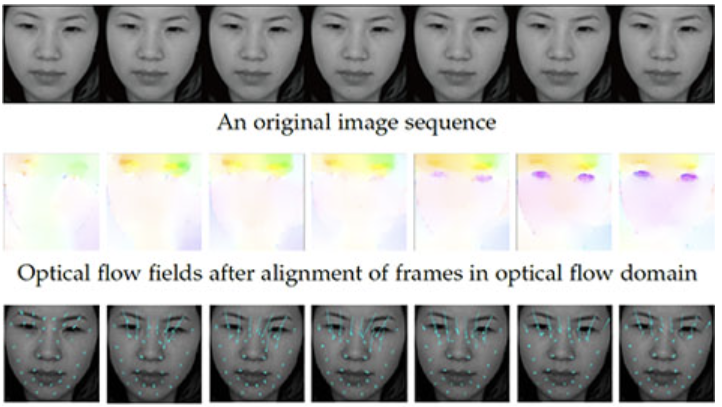 An original image sequence
Optical flow fields after alignment of frames in optical flow domain